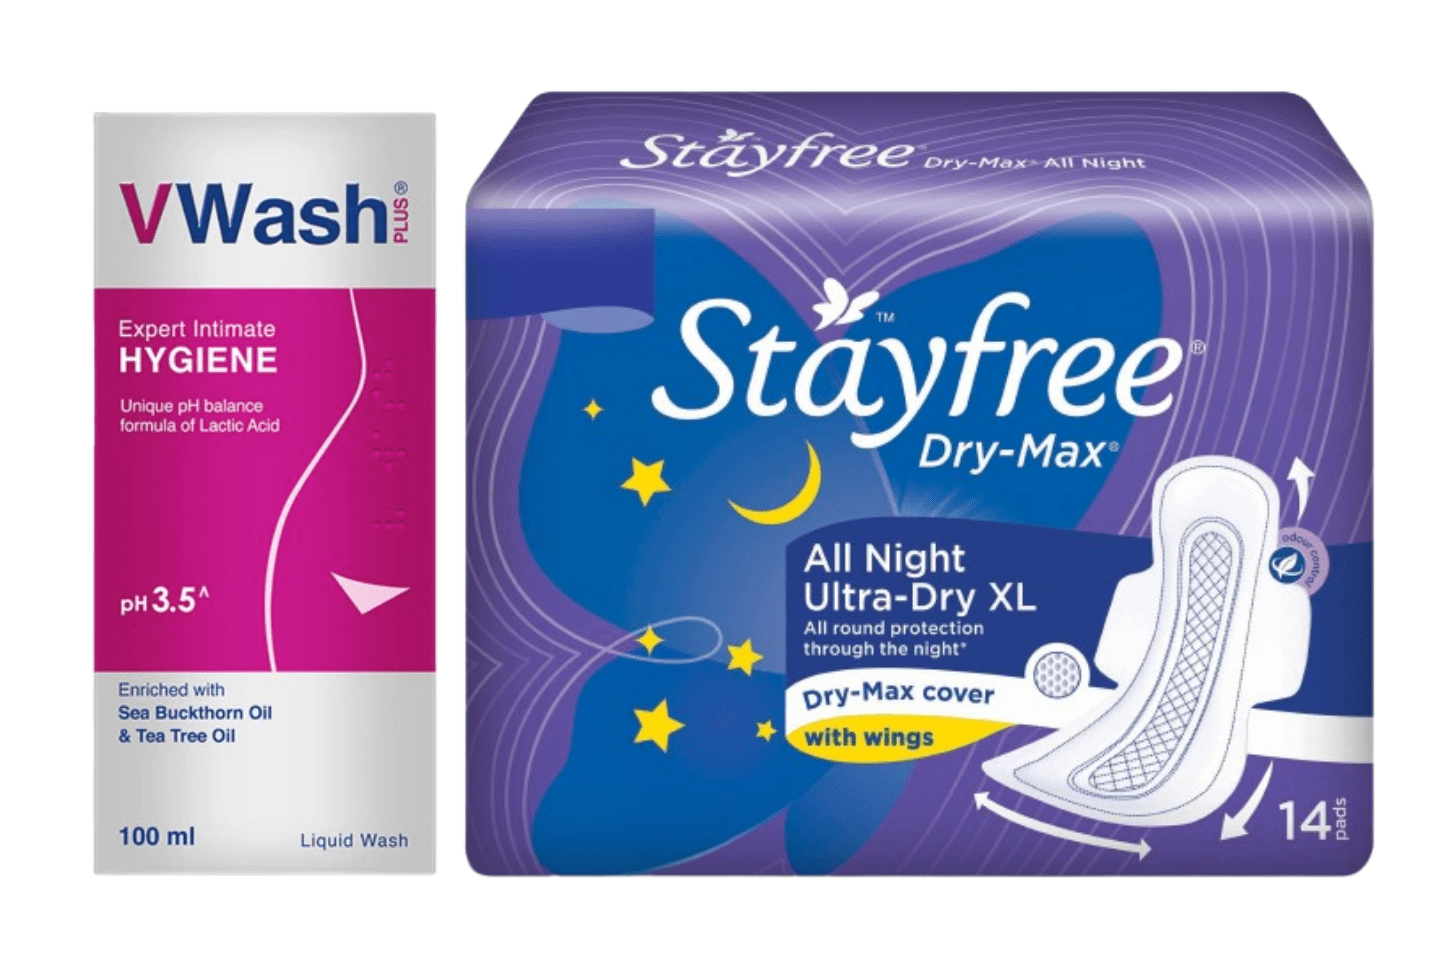 VWash PLUS®
Expert Intimate
HYGIENE
Unique pH balance
formula of Lactic Acid
pH 3.5^
Enriched with
Sea Buckthorn Oil
& Tea Tree Oil
100 ml
Liquid Wash
Stayfree Dry-Max® All Night
Stayfree®
TM
Dry-Max®
All Night
Ultra-Dry XL
All round protection
through the night*
Dry-Max cover
with wings
odour control
14 pads